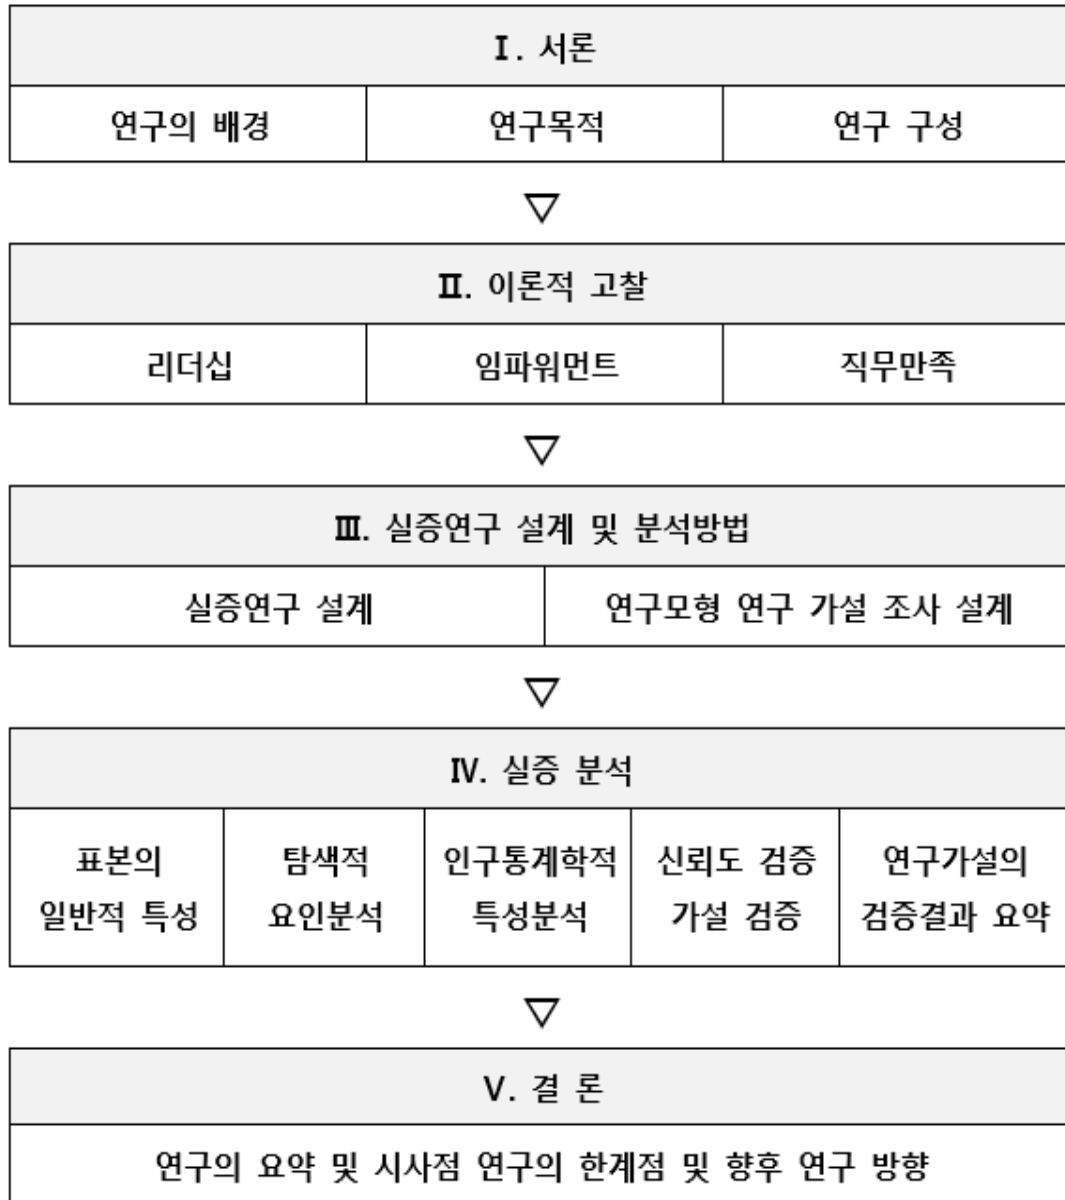 Ⅰ. 서론
연구의 배경 연구목적 연구 구성
▽
Ⅱ. 이론적 고찰
리더십 임파워먼트 직무만족
▽
Ⅲ. 실증연구 설계 및 분석방법
실증연구 설계 연구모형 연구 가설 조사 설계
▽
Ⅳ. 실증 분석
표본의
일반적 특성
탐색적
요인분석
인구통계학적
특성분석
신뢰도 검증
가설 검증
연구가설의
검증결과 요약
▽
Ⅴ. 결 론
연구의 요약 및 시사점 연구의 한계점 및 향후 연구 방향